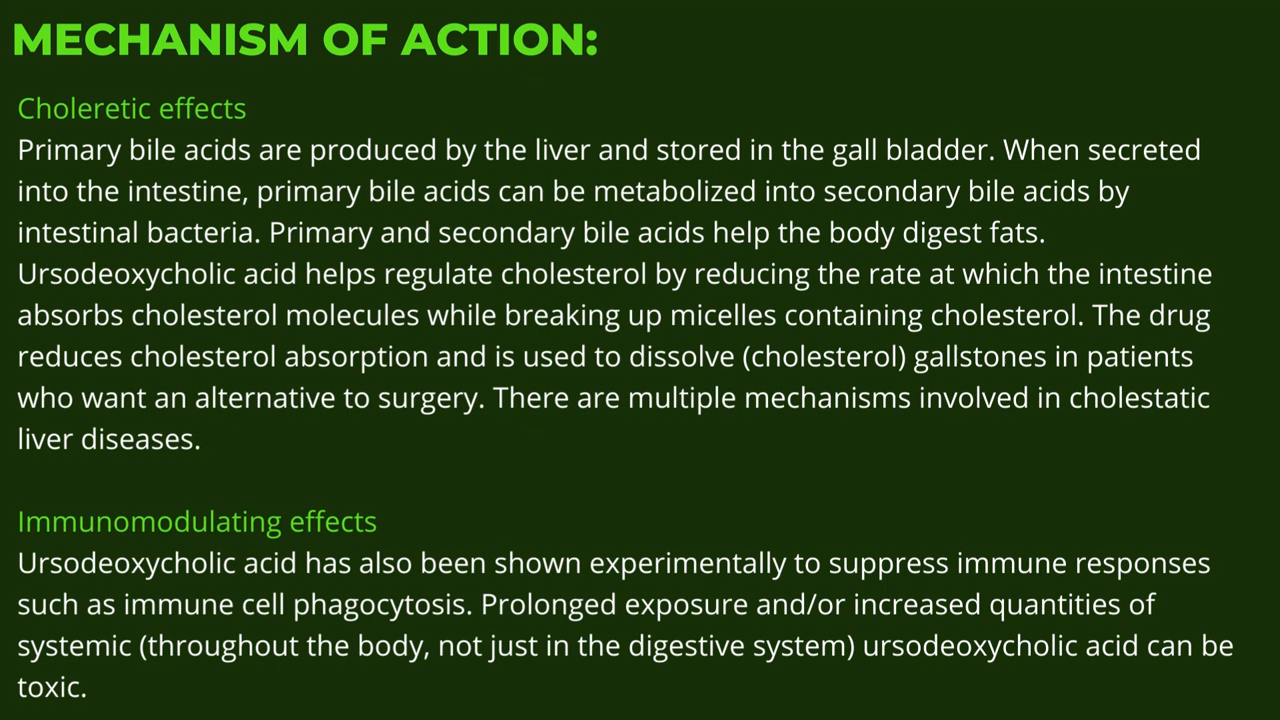 MECHANISM OF ACTION:
Choleretic effects
Primary bile acids are produced by the liver and stored in the gall bladder. When secreted
into the intestine, primary bile acids can be metabolized into secondary bile acids by
intestinal bacteria. Primary and secondary bile acids help the body digest fats.
Ursodeoxycholic acid helps regulate cholesterol by reducing the rate at which the intestine
absorbs cholesterol molecules while breaking up micelles containing cholesterol. The drug
reduces cholesterol absorption and is used to dissolve (cholesterol) gallstones in patients
who want an alternative to surgery. There are multiple mechanisms involved in cholestatic
liver diseases.
Immunomodulating effects
Ursodeoxycholic acid has also been shown experimentally to suppress immune responses
such as immune cell phagocytosis. Prolonged exposure and/or increased quantities of
systemic (throughout the body, not just in the digestive system) ursodeoxycholic acid can be
toxic.